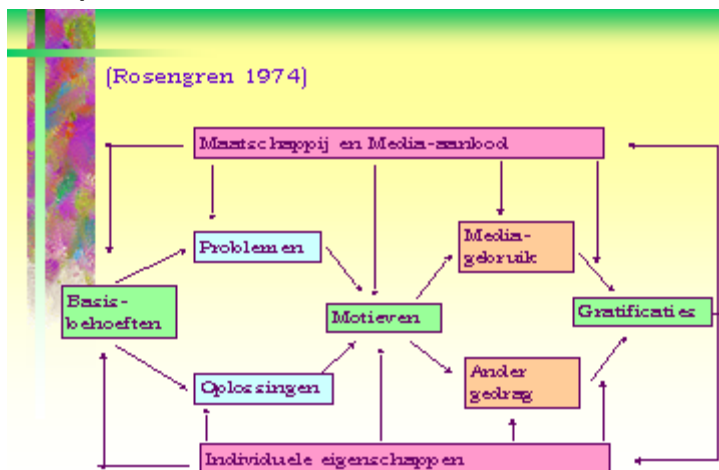 (Rosengren 1974)
Maatschappij en Media-aanbod
Problemen
Media-
gebruik
Basis-
behoeften
Motieven
Gratificaties
Oplossingen
Ander
gedrag
Individuele eigenschappen